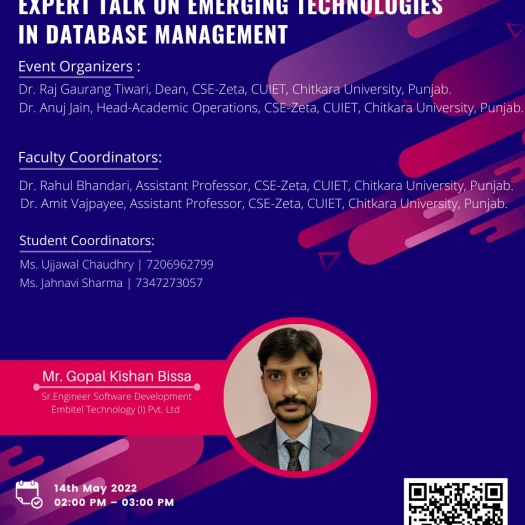 EXPERT TALK ON EMERGING TECHNOLOGIES
IN DATABASE MANAGEMENT
Event Organizers :
Dr. Raj Gaurang Tiwari, Dean, CSE-Zeta, CUIET, Chitkara University, Punjab.
Dr. Anuj Jain, Head-Academic Operations, CSE-Zeta, CUIET, Chitkara University, Punjab.
Faculty Coordinators:
Dr. Rahul Bhandari, Assistant Professor, CSE-Zeta, CUIET, Chitkara University, Punjab.
Dr. Amit Vajpayee, Assistant Professor, CSE-Zeta, CUIET, Chitkara University, Punjab.
Student Coordinators:
Ms. Ujjawal Chaudhry | 7206962799
Ms. Jahnavi Sharma | 7347273057
Mr. Gopal Kishan Bissa
Sr.Engineer Software Development
Embitel Technology (I) Pvt. Ltd
14th May 2022
02:00 PM – 03:00 PM